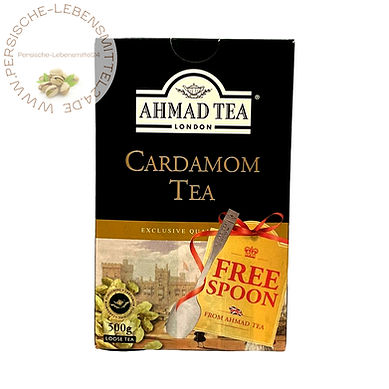 WWW.PERSISCHE-LEBENSMITTEL24.DE
Persische-Lebensmittel24
AHMAD TEA
LONDON
CARDAMOM
TEA
EXCLUSIVE QUA
FREE
SPOON
FROM AHMAD TEA
500g
LOOSE TEA